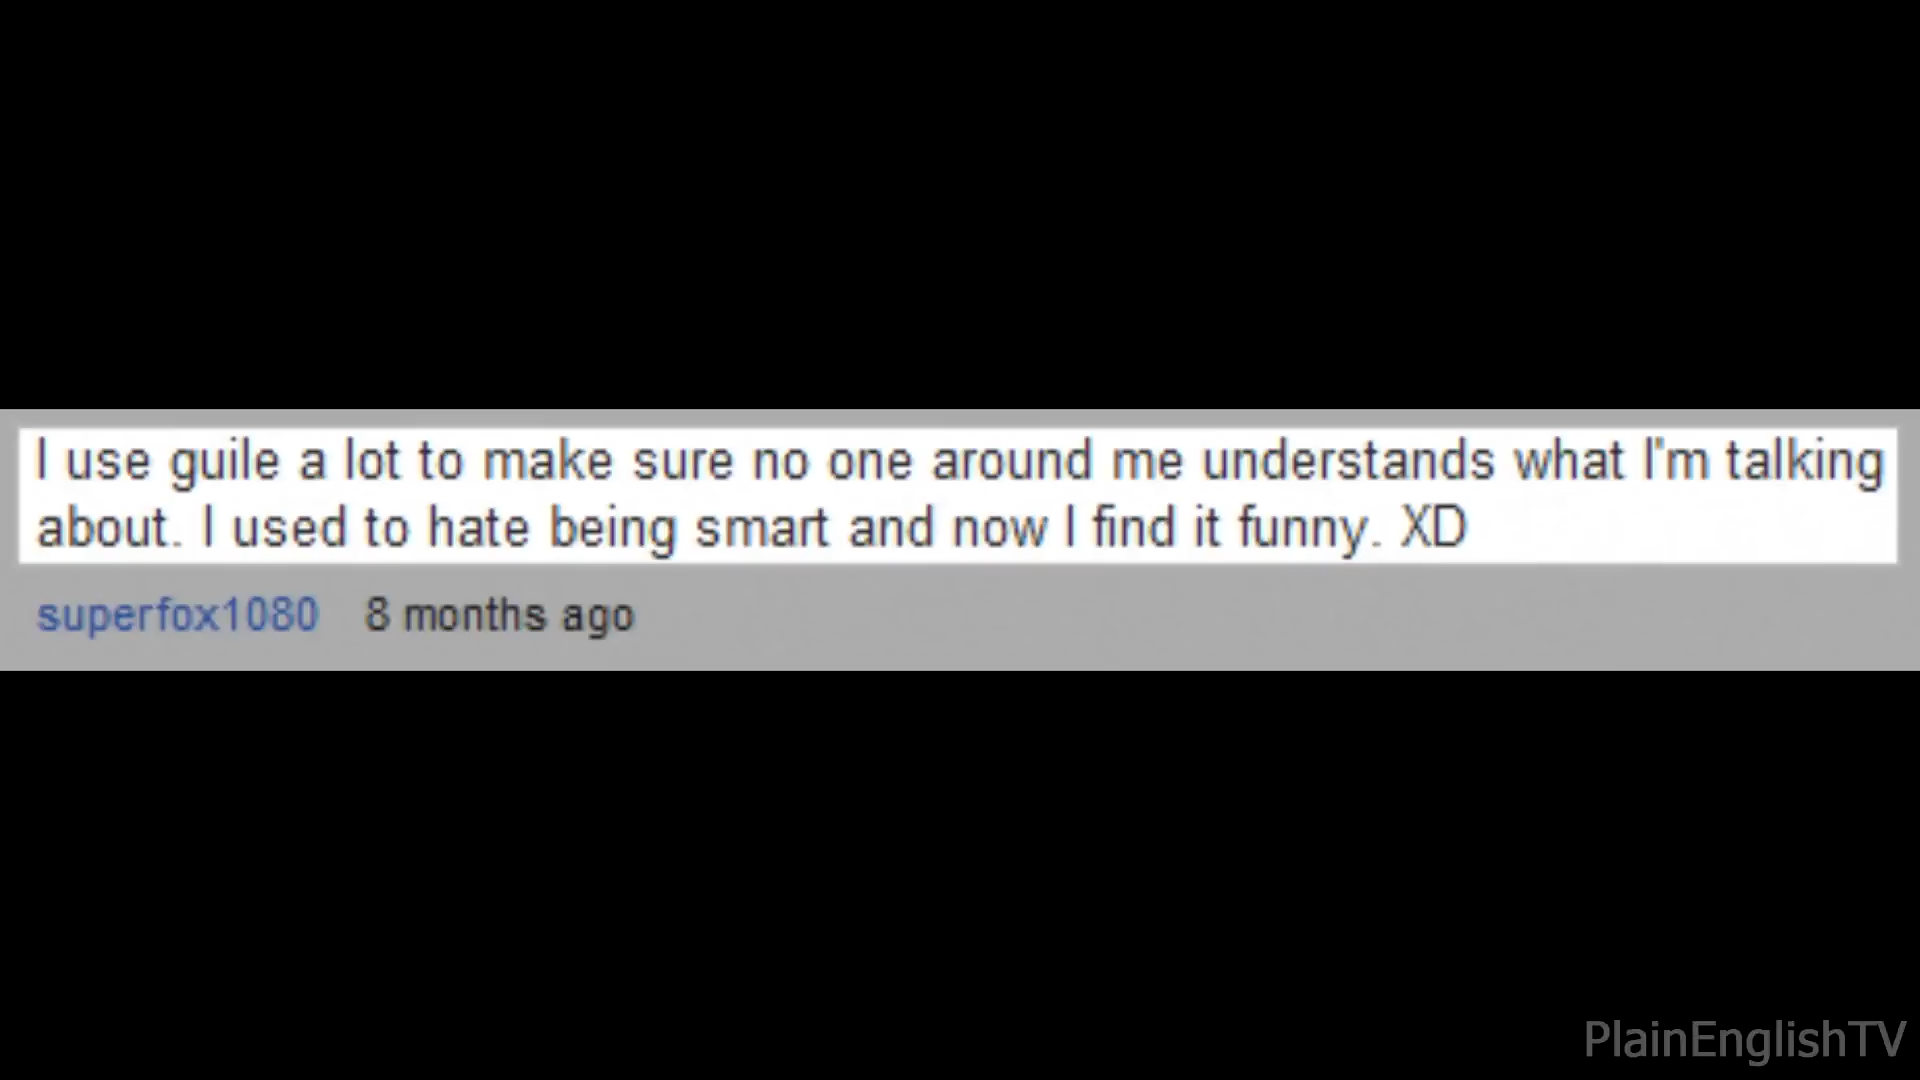 I use guile a lot to make sure no one around me understands what I'm talking
about. I used to hate being smart and now I find it funny. XD
superfox1080 8 months ago
PlainEnglishTV